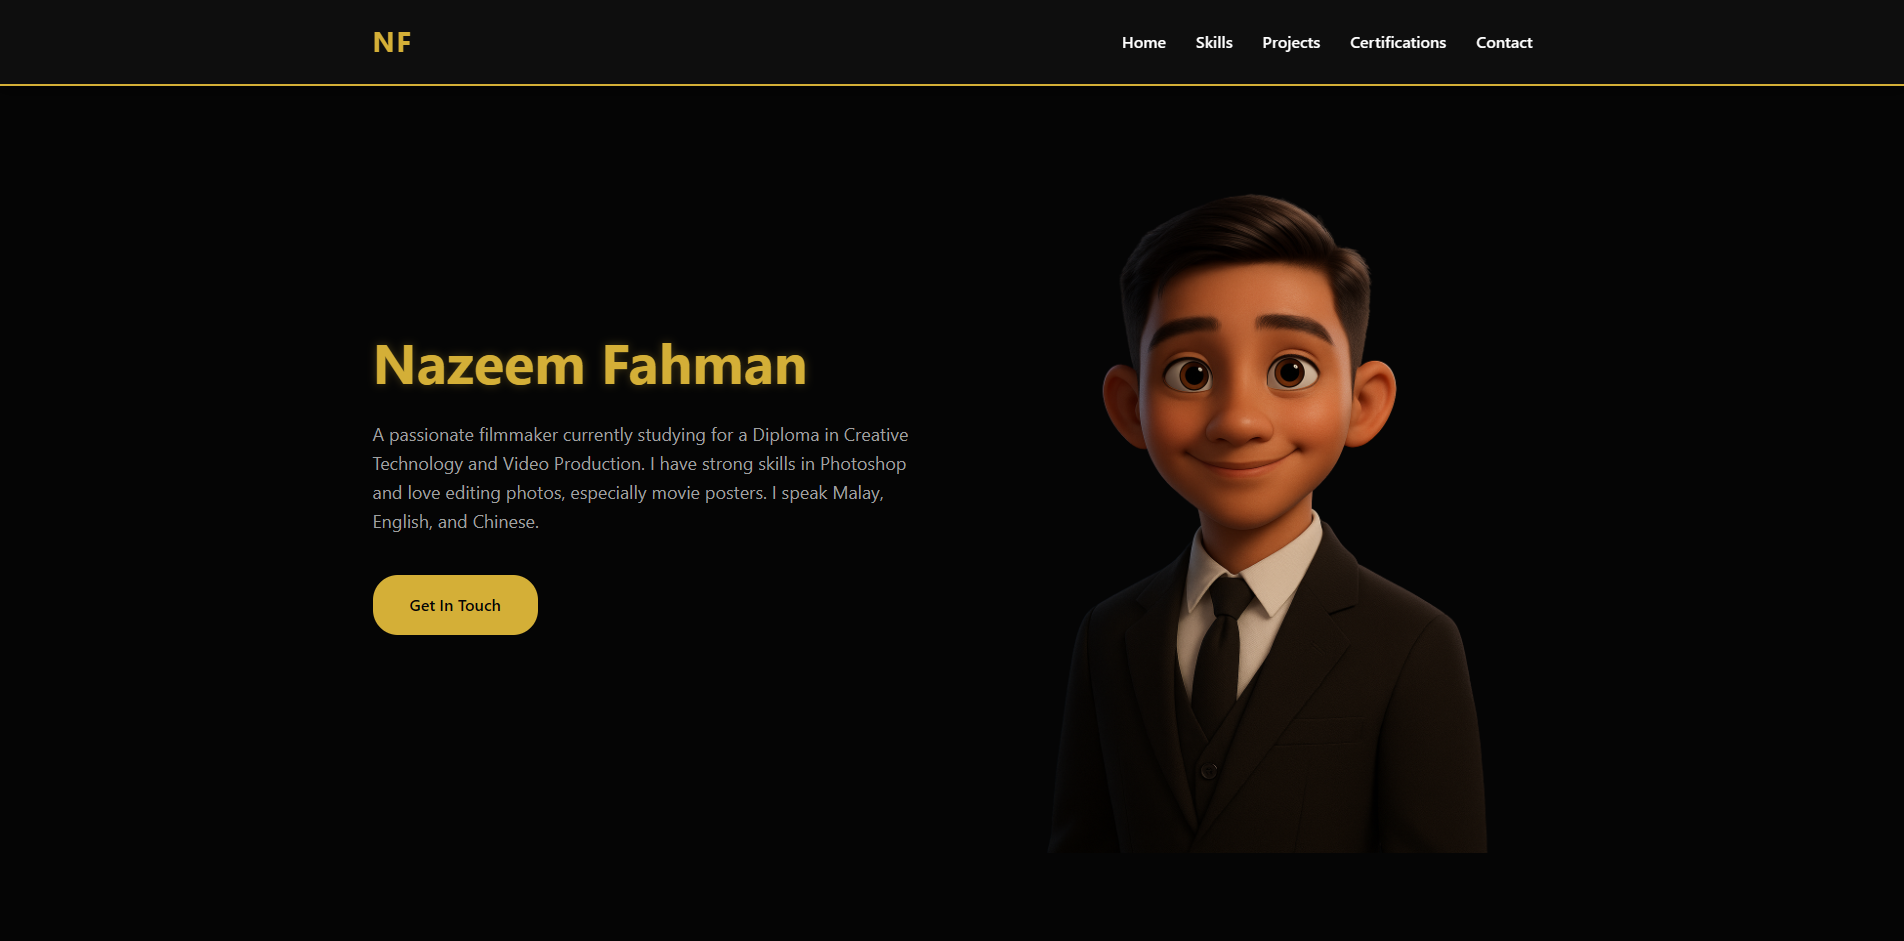 NF
Home Skills Projects Certifications Contact
Nazeem Fahman
A passionate filmmaker currently studying for a Diploma in Creative
Technology and Video Production. I have strong skills in Photoshop
and love editing photos, especially movie posters. I speak Malay,
English, and Chinese.
Get In Touch